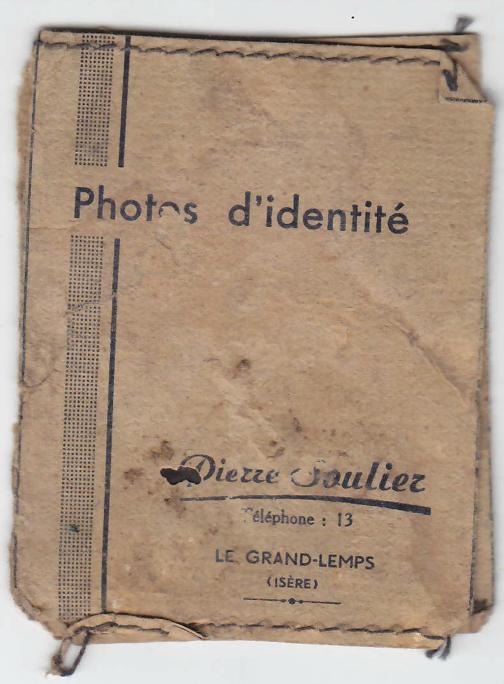 Photos d'identité
Pierre Soulier
Téléphone : 13
LE GRAND-LEMPS
(ISÈRE)